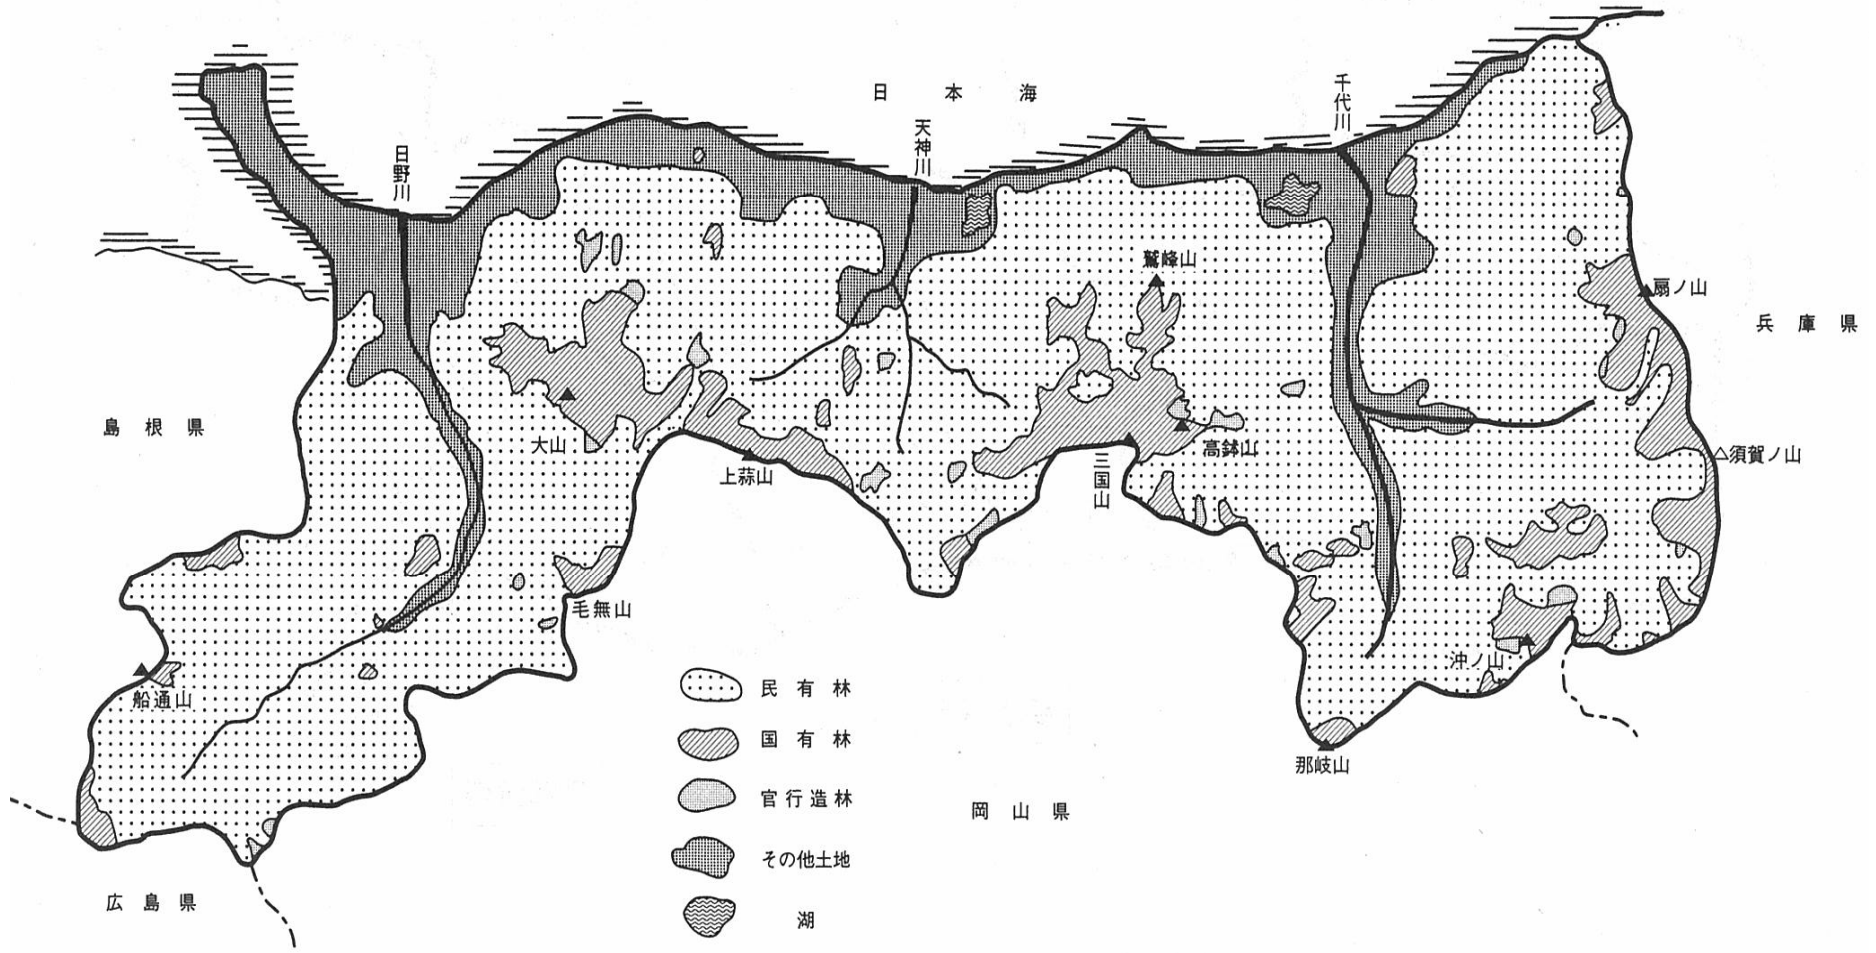 日本海
千代川
天神川
日野川
鷲峰山
扇ノ山
兵庫県
島根県
大山
上蒜山
三国山
高鉢山
須賀ノ山
毛無山
船通山
沖ノ山
那岐山
民有林
国有林
官行造林
その他土地
湖
岡山県
広島県